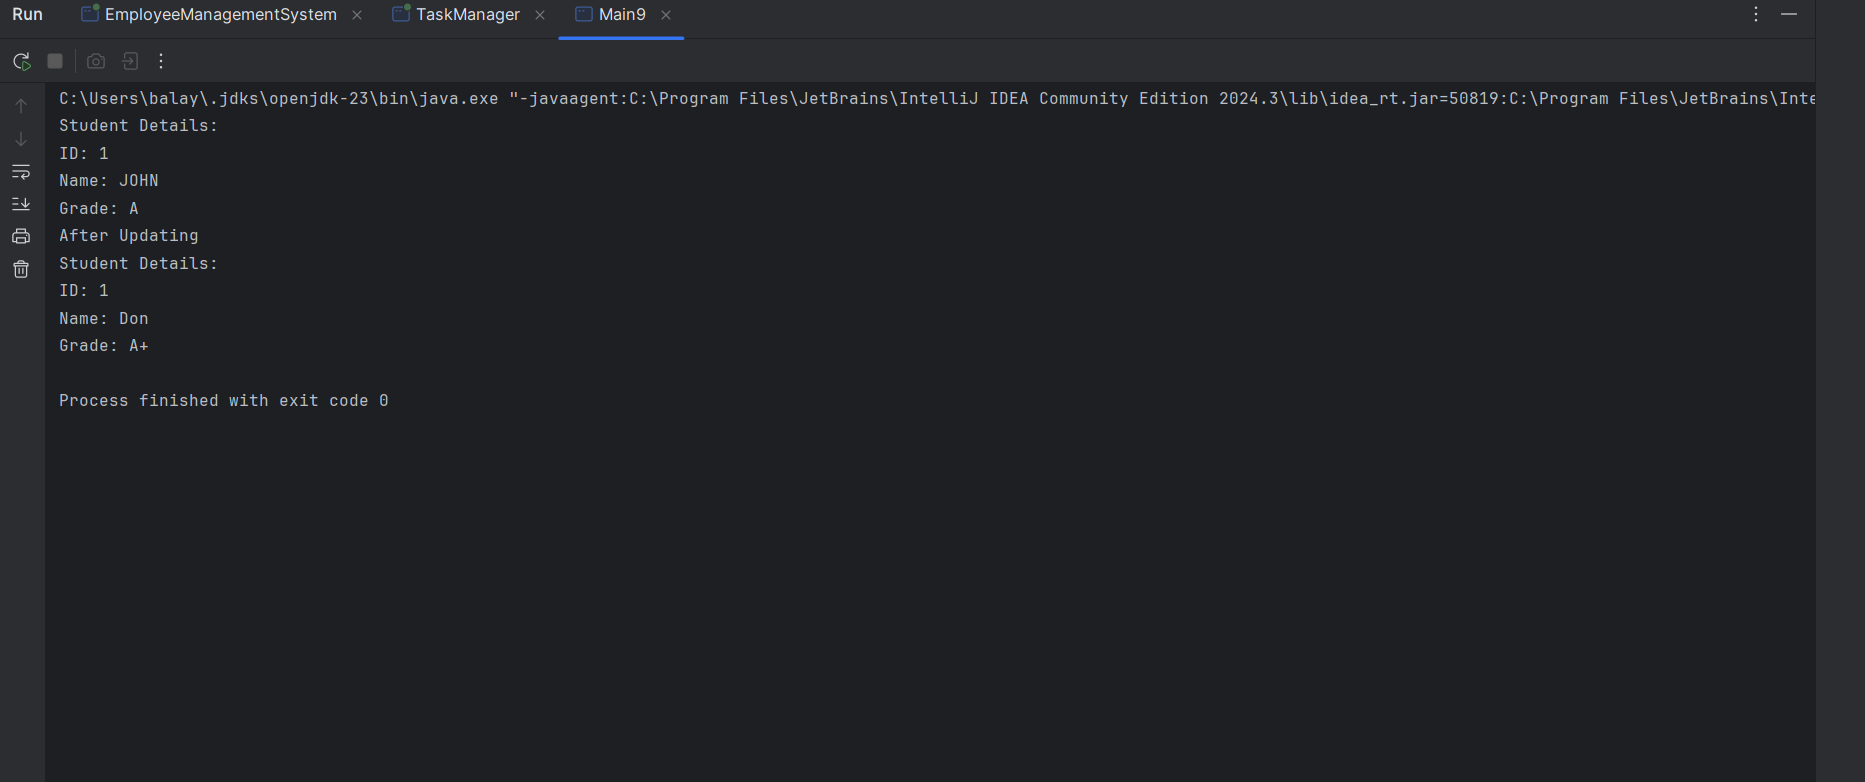 Run EmployeeManagementSystem TaskManager Main9
C:\Users\balay\.jdks\openjdk-23\bin\java.exe "-javaagent:C:\Program Files\JetBrains\IntelliJ IDEA Community Edition 2024.3\lib\idea_rt.jar=50819:C:\Program Files\JetBrains\Inte
Student Details:
ID: 1
Name: JOHN
Grade: A
After Updating
Student Details:
ID: 1
Name: Don
Grade: A+
Process finished with exit code 0